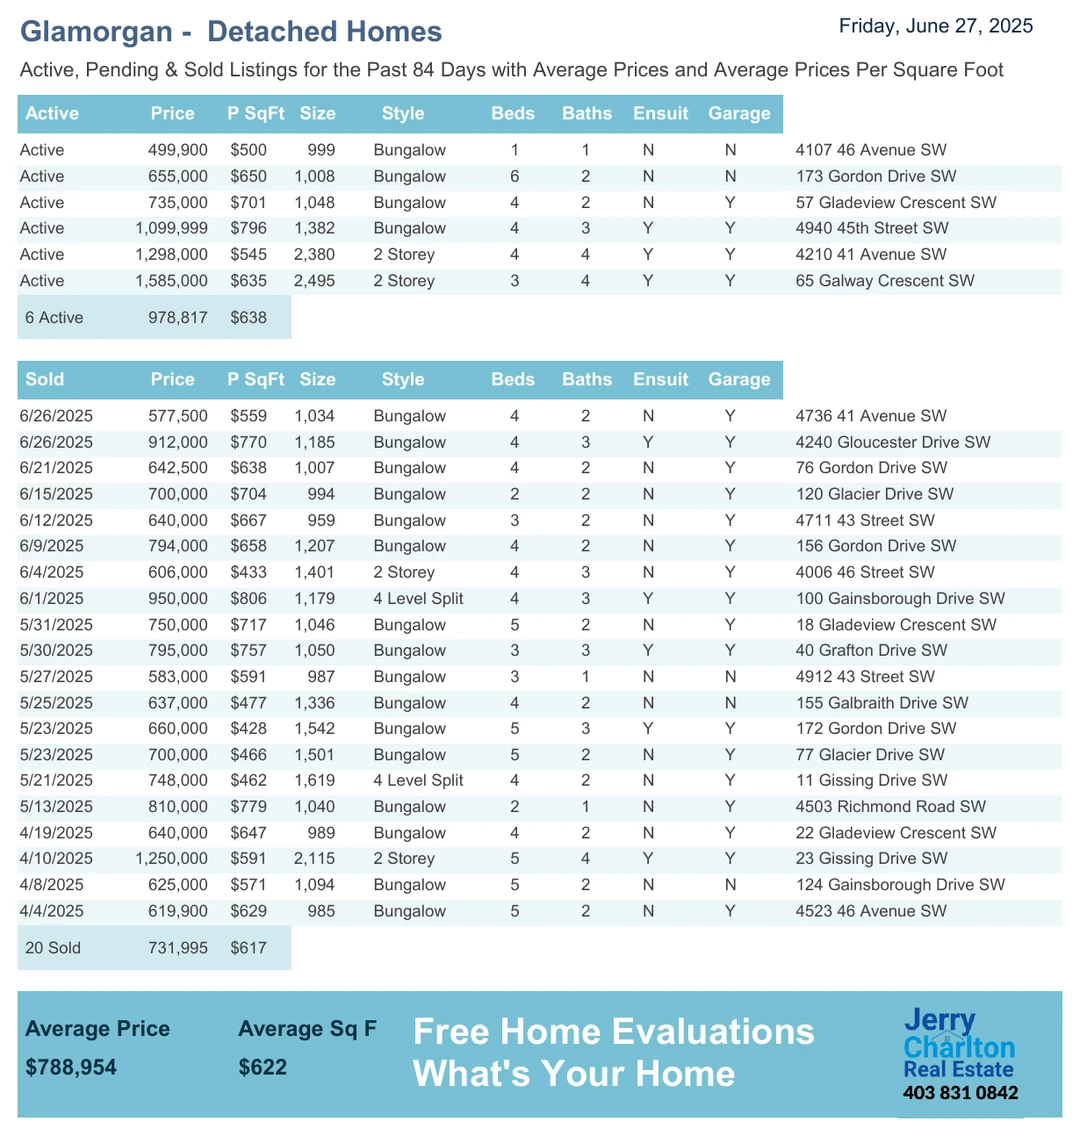 Glamorgan - Detached Homes
Friday, June 27, 2025
Active, Pending & Sold Listings for the Past 84 Days with Average Prices and Average Prices Per Square Foot
Active Price P SqFt Size Style Beds Baths Ensuit Garage
Active 499,900 $500 999 Bungalow 1 1 N N 4107 46 Avenue SW
Active 655,000 $650 1,008 Bungalow 6 2 N N 173 Gordon Drive SW
Active 735,000 $701 1,048 Bungalow 4 2 N Y 57 Gladeview Crescent SW
Active 1,099,999 $796 1,382 Bungalow 4 3 Y Y 4940 45th Street SW
Active 1,298,000 $545 2,380 2 Storey 4 4 Y Y 4210 41 Avenue SW
Active 1,585,000 $635 2,495 2 Storey 3 4 Y Y 65 Galway Crescent SW
6 Active 978,817 $638
Sold Price P SqFt Size Style Beds Baths Ensuit Garage
6/26/2025 577,500 $559 1,034 Bungalow 4 2 N Y 4736 41 Avenue SW
6/26/2025 912,000 $770 1,185 Bungalow 4 3 Y Y 4240 Gloucester Drive SW
6/21/2025 642,500 $638 1,007 Bungalow 4 2 N Y 76 Gordon Drive SW
6/15/2025 700,000 $704 994 Bungalow 2 2 N Y 120 Glacier Drive SW
6/12/2025 640,000 $667 959 Bungalow 3 2 N Y 4711 43 Street SW
6/9/2025 794,000 $658 1,207 Bungalow 4 2 N Y 156 Gordon Drive SW
6/4/2025 606,000 $433 1,401 2 Storey 4 3 N Y 4006 46 Street SW
6/1/2025 950,000 $806 1,179 4 Level Split 4 3 Y Y 100 Gainsborough Drive SW
5/31/2025 750,000 $717 1,046 Bungalow 5 2 N Y 18 Gladeview Crescent SW
5/30/2025 795,000 $757 1,050 Bungalow 3 3 Y Y 40 Grafton Drive SW
5/27/2025 583,000 $591 987 Bungalow 3 1 N N 4912 43 Street SW
5/25/2025 637,000 $477 1,336 Bungalow 4 2 N N 155 Galbraith Drive SW
5/23/2025 660,000 $428 1,542 Bungalow 5 3 Y Y 172 Gordon Drive SW
5/23/2025 700,000 $466 1,501 Bungalow 5 2 N Y 77 Glacier Drive SW
5/21/2025 748,000 $462 1,619 4 Level Split 4 2 N Y 11 Gissing Drive SW
5/13/2025 810,000 $779 1,040 Bungalow 2 1 N Y 4503 Richmond Road SW
4/19/2025 640,000 $647 989 Bungalow 4 2 N Y 22 Gladeview Crescent SW
4/10/2025 1,250,000 $591 2,115 2 Storey 5 4 Y Y 23 Gissing Drive SW
4/8/2025 625,000 $571 1,094 Bungalow 5 2 N N 124 Gainsborough Drive SW
4/4/2025 619,900 $629 985 Bungalow 5 2 N Y 4523 46 Avenue SW
20 Sold 731,995 $617
Average Price Average Sq F
$788,954 $622
Free Home Evaluations
What's Your Home
Jerry
Charlton
Real Estate
403 831 0842